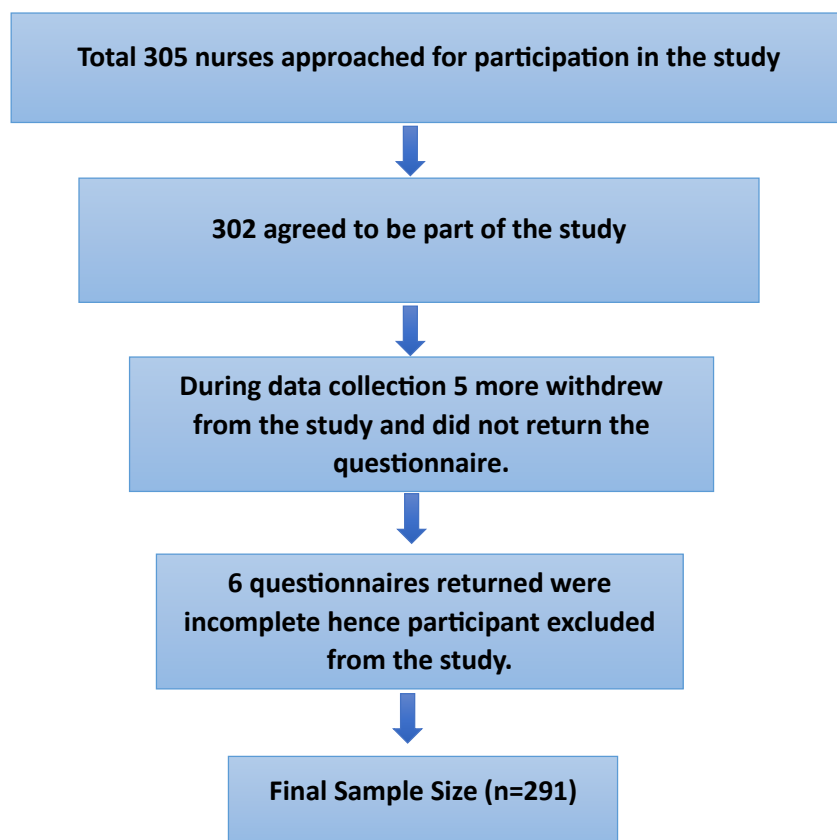 Total 305 nurses approached for participation in the study
302 agreed to be part of the study
During data collection 5 more withdrew
from the study and did not return the
questionnaire.
6 questionnaires returned were
incomplete hence participant excluded
from the study.
Final Sample Size (n=291)